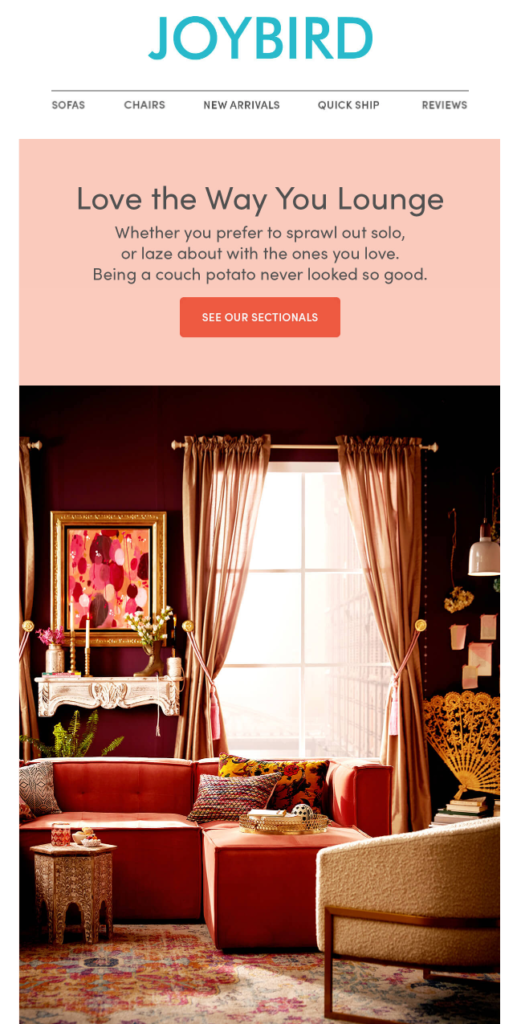 JOYBIRD
SOFAS CHAIRS NEW ARRIVALS QUICK SHIP REVIEWS
Love the Way You Lounge
Whether you prefer to sprawl out solo,
or laze about with the ones you love.
Being a couch potato never looked so good.
SEE OUR SECTIONALS